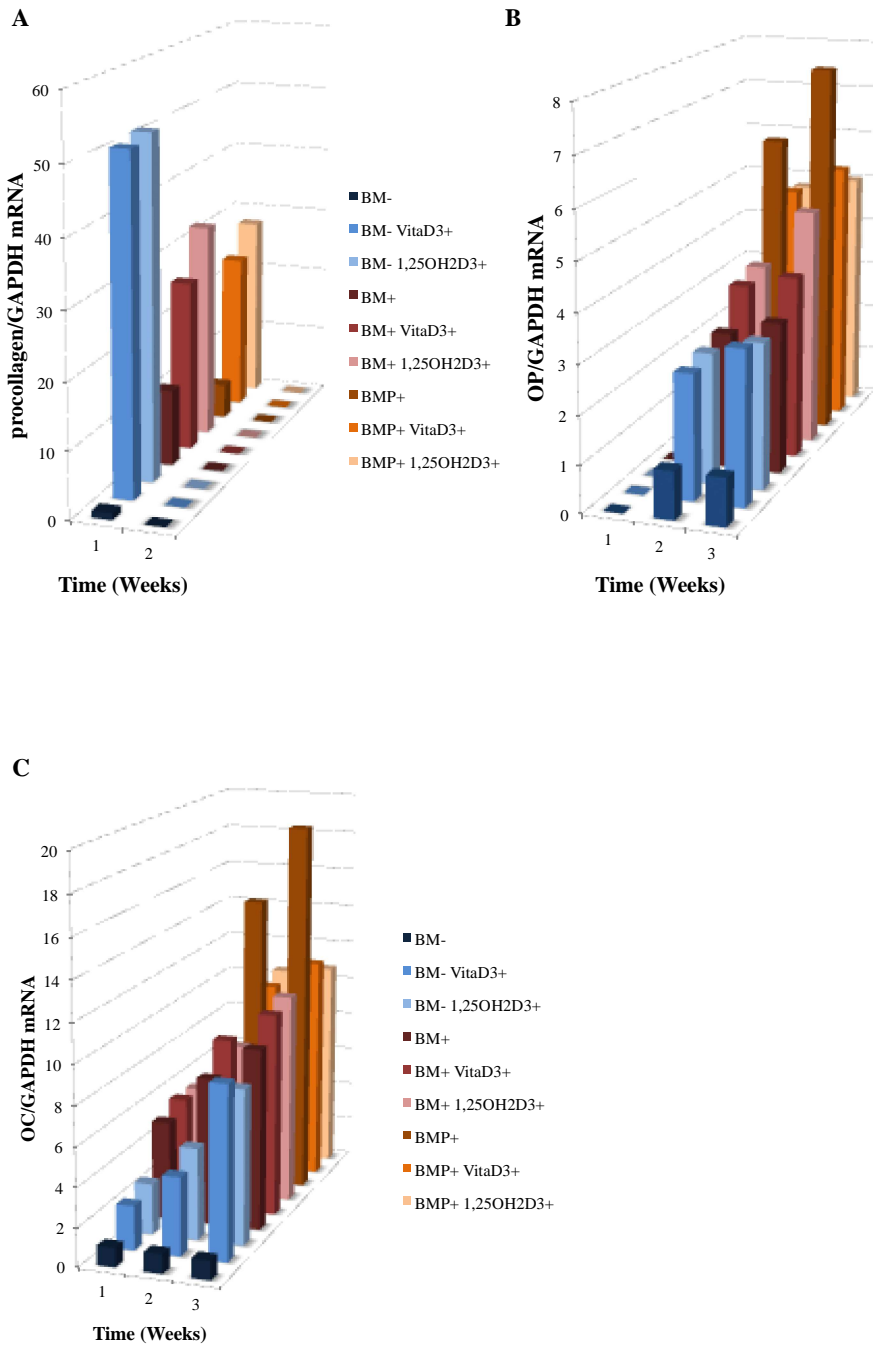 A
60
50
40
30
20
10
0
procollagen/GAPDH mRNA
1
2
Time (Weeks)
BM-
BM- VitaD3+
BM- 1,25OH2D3+
BM+
BM+ VitaD3+
BM+ 1,25OH2D3+
BMP+
BMP+ VitaD3+
BMP+ 1,25OH2D3+
B
8
7
6
5
4
3
2
1
0
OP/GAPDH mRNA
1
2
3
Time (Weeks)
C
20
18
16
14
12
10
8
6
4
2
0
OC/GAPDH mRNA
1
2
3
Time (Weeks)
BM-
BM- VitaD3+
BM- 1,25OH2D3+
BM+
BM+ VitaD3+
BM+ 1,25OH2D3+
BMP+
BMP+ VitaD3+
BMP+ 1,25OH2D3+